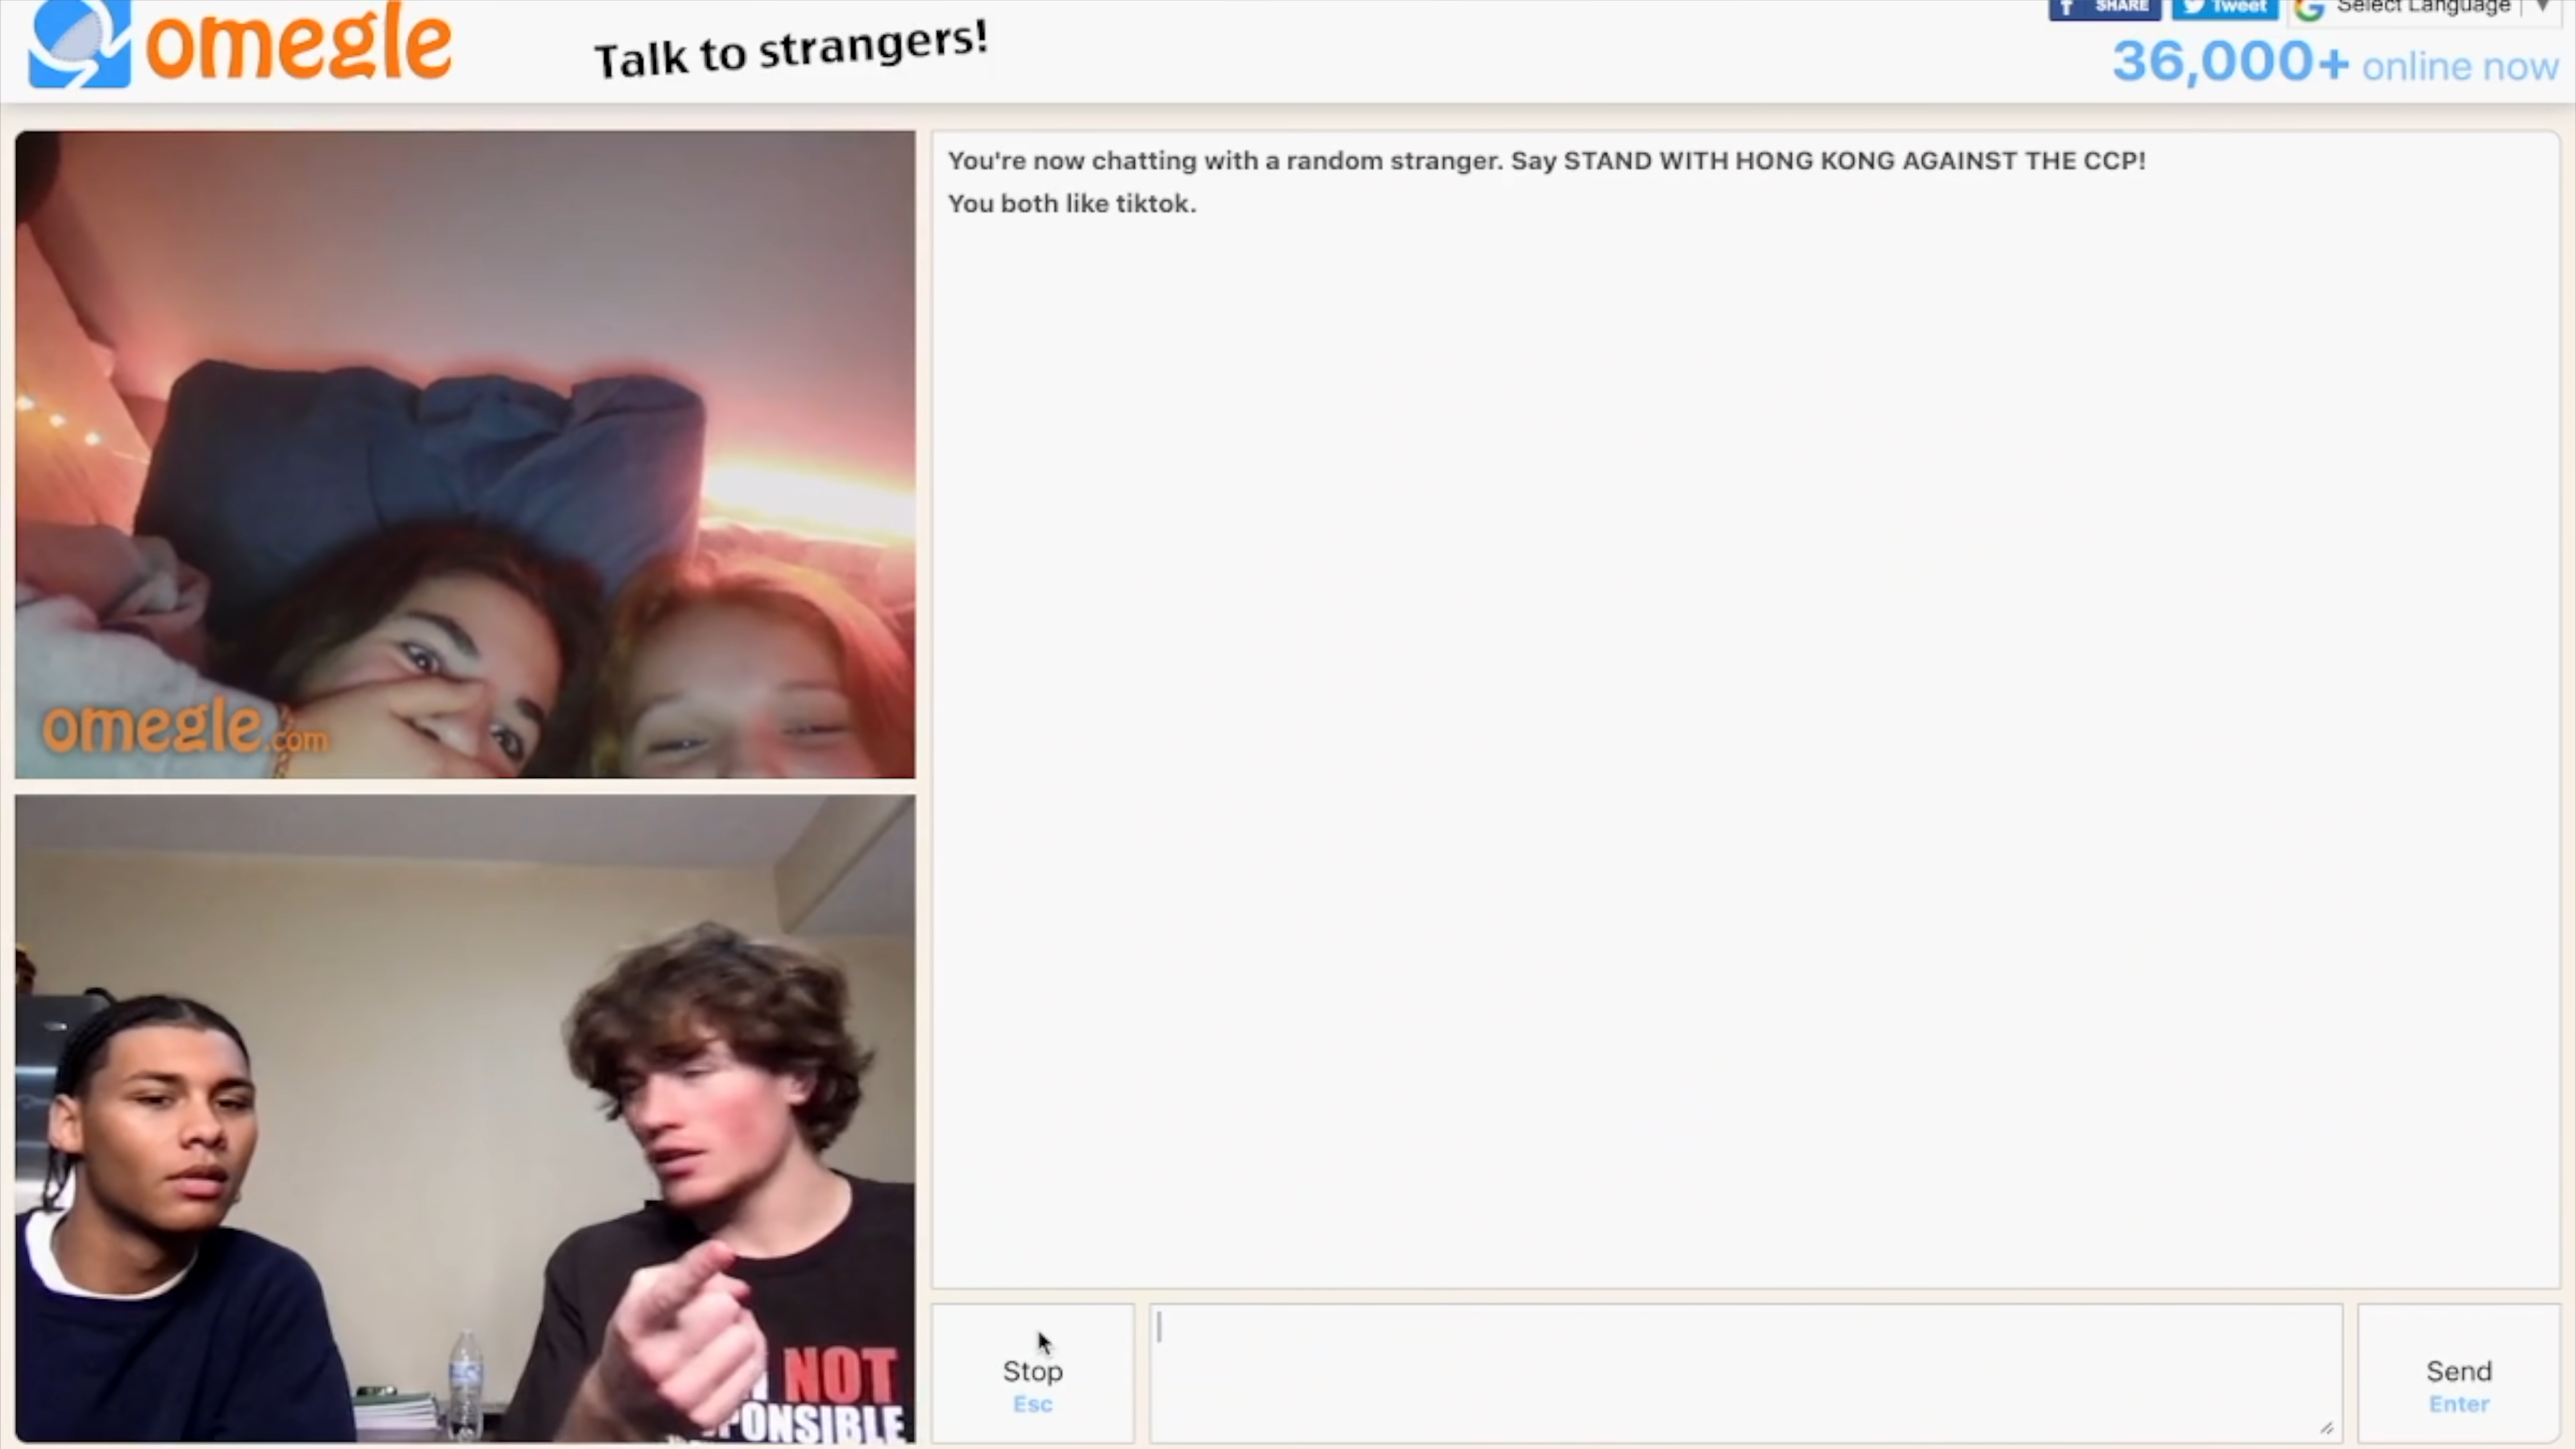 omegle
Talk to strangers!
SHARE
Tweet
Select Language
36,000+ online now
You're now chatting with a random stranger. Say STAND WITH HONG KONG AGAINST THE CCP!
You both like tiktok.
omegle.com
NOT
PONSIBLE
Stop
Esc
Send
Enter